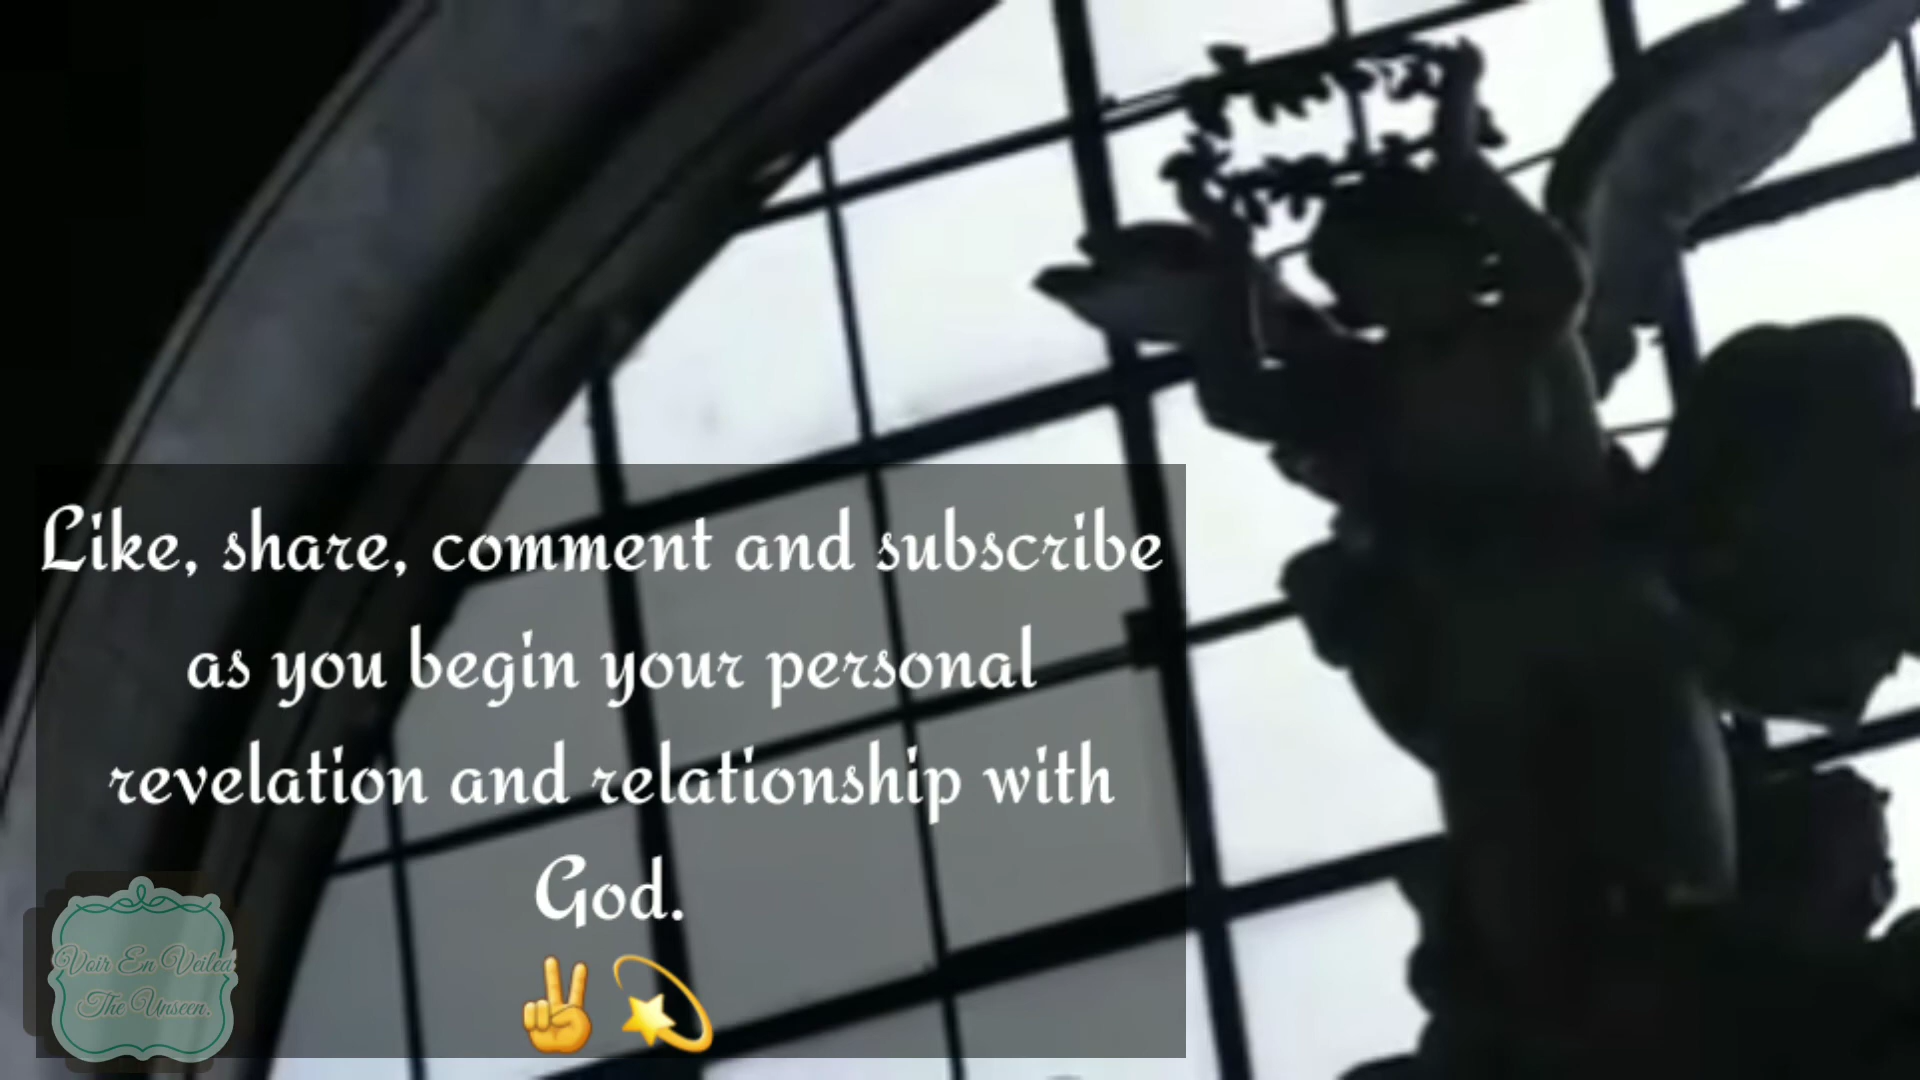 Like, share, comment and subscribe
as you begin your personal
revelation and relationship with
God.
✌️ 💫
Voir En Veiled
The Unseen.